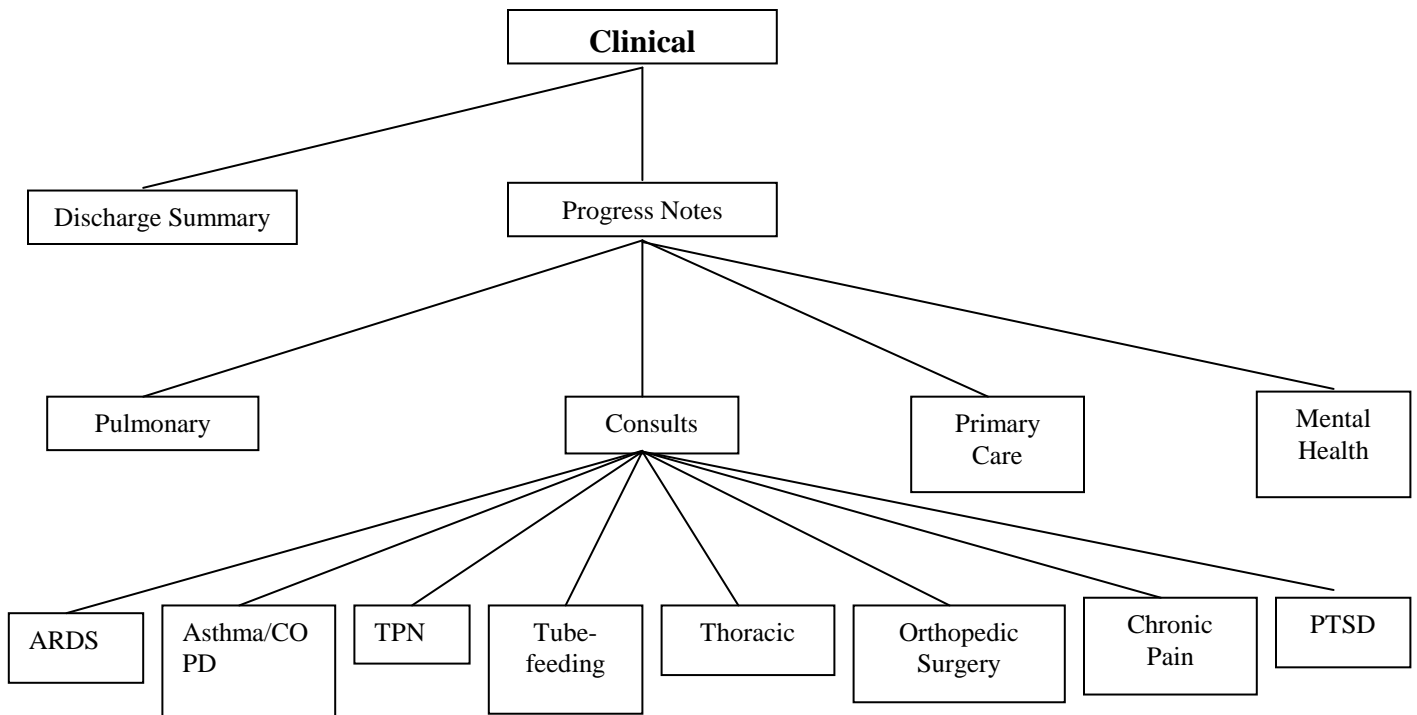 Clinical
Discharge Summary
Progress Notes
Pulmonary
Consults
Primary
Care
Mental
Health
ARDS
Asthma/CO
PD
TPN
Tube-
feeding
Thoracic
Orthopedic
Surgery
Chronic
Pain
PTSD